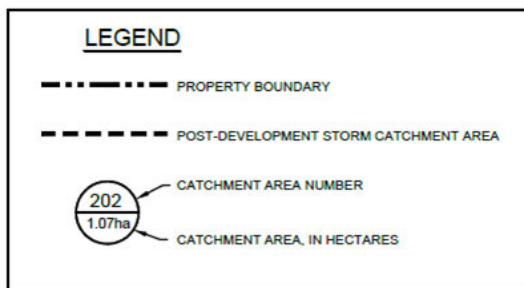 LEGEND
PROPERTY BOUNDARY
POST-DEVELOPMENT STORM CATCHMENT AREA
CATCHMENT AREA NUMBER
202
1.07ha
CATCHMENT AREA, IN HECTARES